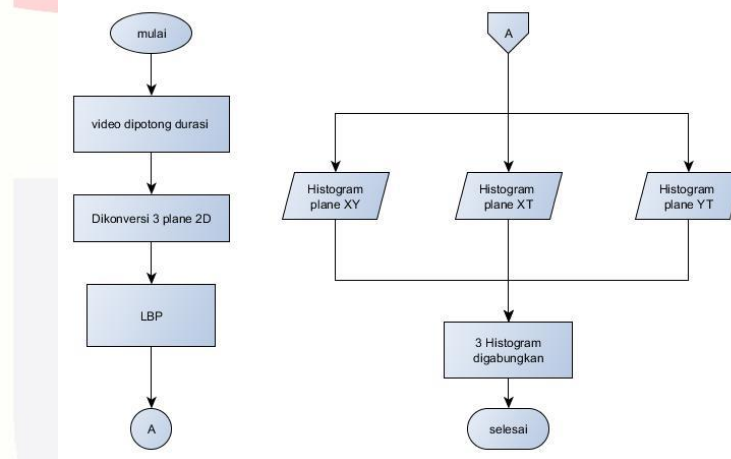 mulai
video dipotong durasi
Dikonversi 3 plane 2D
LBP
A
A
Histogram
plane XY
Histogram
plane XT
Histogram
plane YT
3 Histogram
digabungkan
selesai